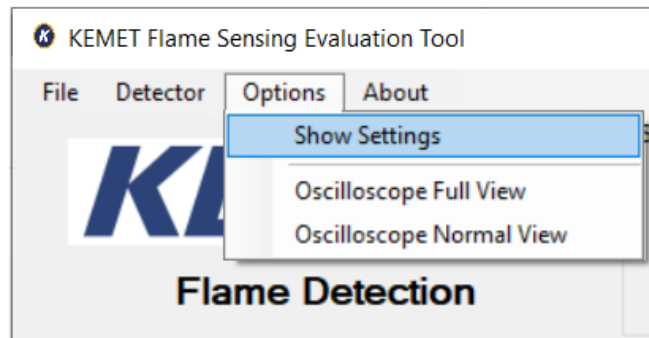 KEMET Flame Sensing Evaluation Tool
File Detector Options About
Show Settings
Oscilloscope Full View
Oscilloscope Normal View
Flame Detection